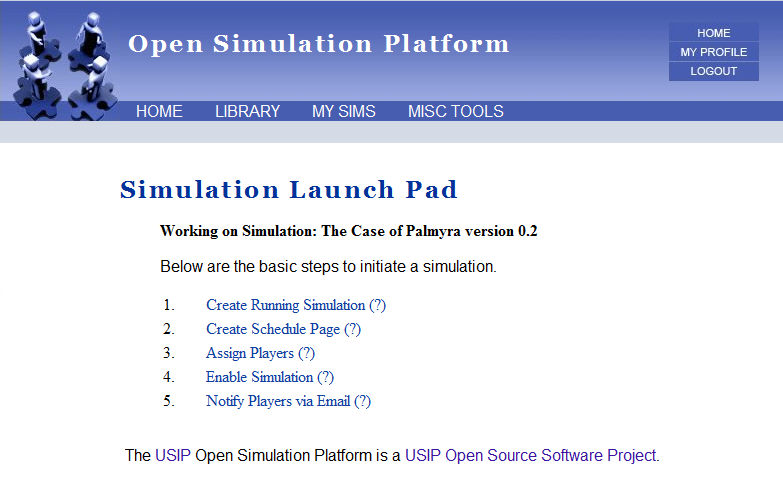 Open Simulation Platform
HOME
MY PROFILE
LOGOUT
HOME LIBRARY MY SIMS MISC TOOLS
Simulation Launch Pad
Working on Simulation: The Case of Palmyra version 0.2
Below are the basic steps to initiate a simulation.
1. Create Running Simulation (?)
2. Create Schedule Page (?)
3. Assign Players (?)
4. Enable Simulation (?)
5. Notify Players via Email (?)
The USIP Open Simulation Platform is a USIP Open Source Software Project.